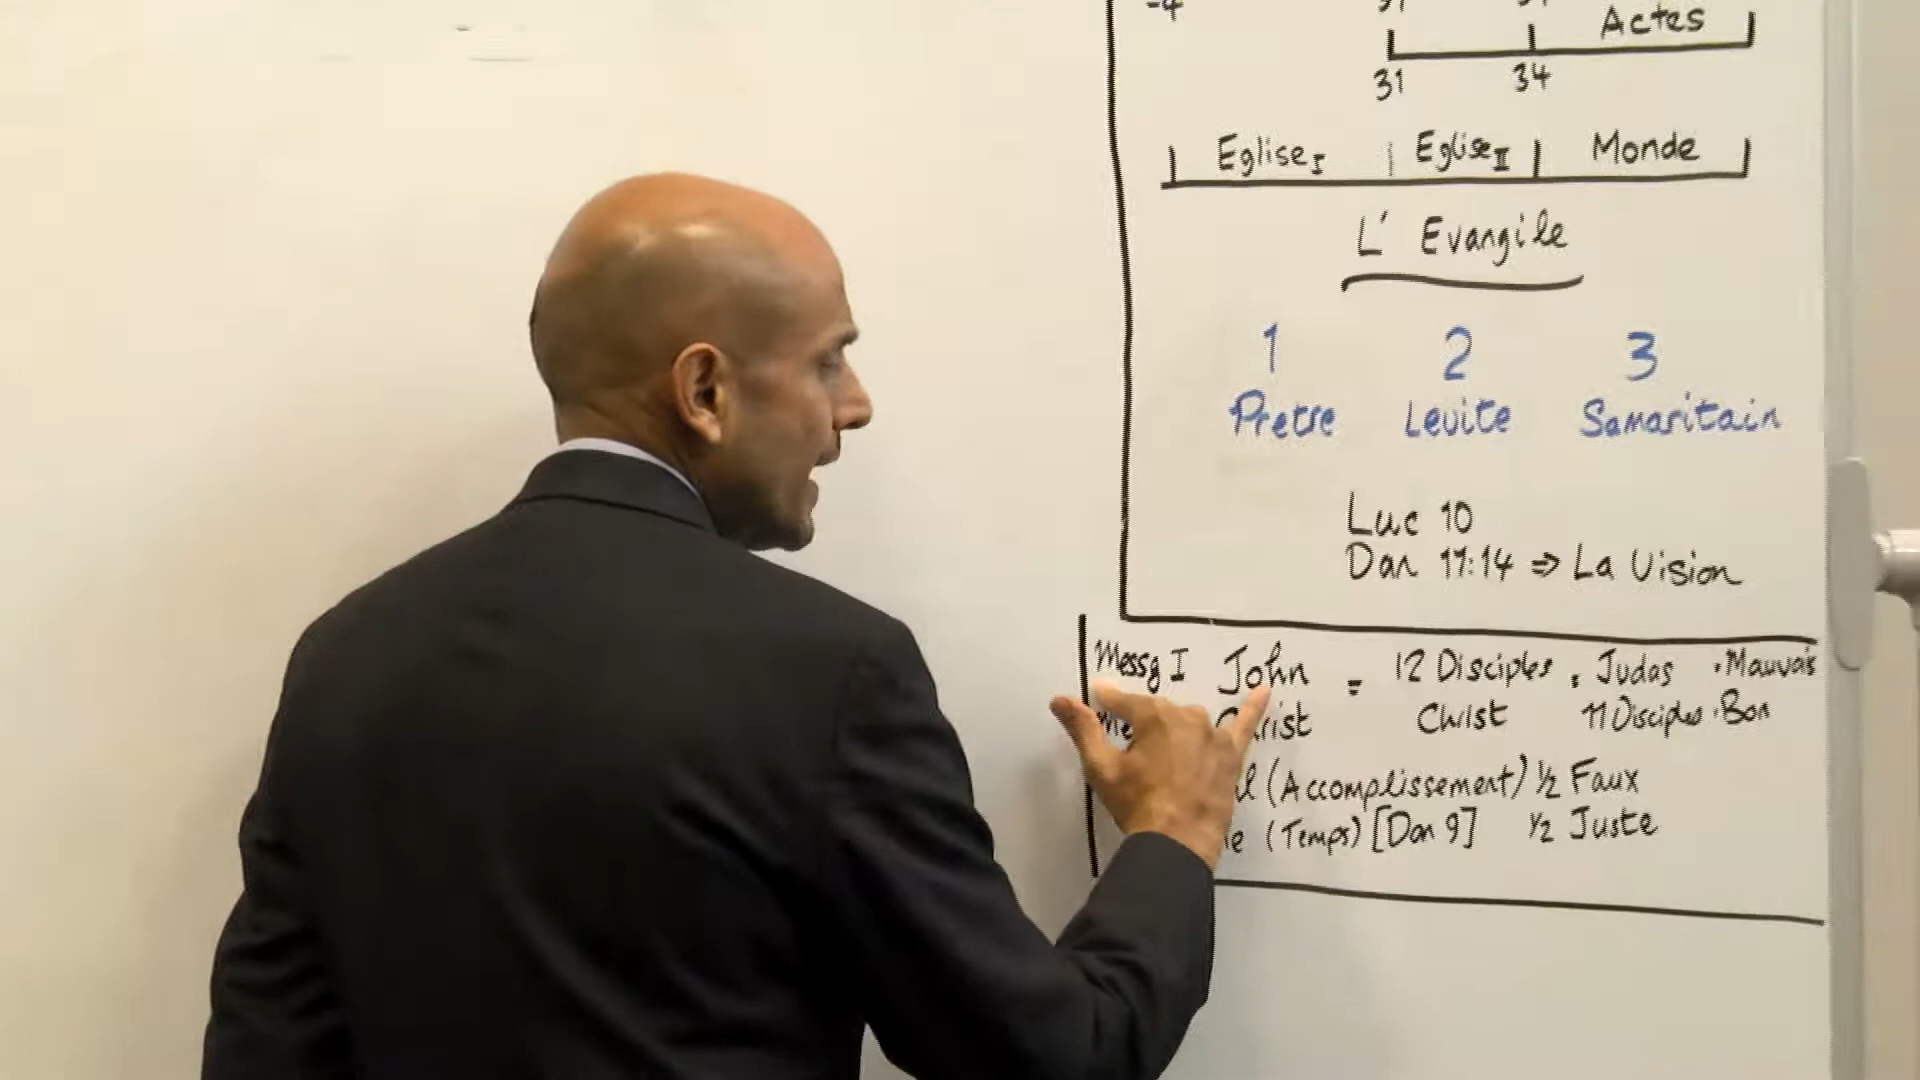 -4
Actes
31 34
Eglise I Eglise II Monde
L' Evangile
1 2 3
Pretre Levite Samaritain
Luc 10
Dan 11:14 ⇒ La Vision
Messg I John = 12 Disciples : Judas · Mauvais
Christ 11 Disciples · Bon
(Accomplissement) ½ Faux
(Temps) [Dan 9] ½ Juste